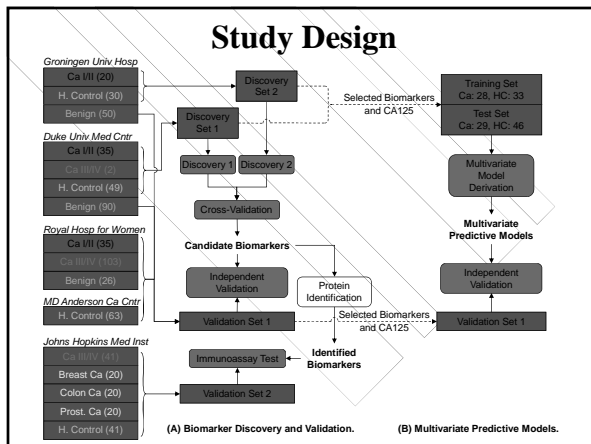 Study Design
Groningen Univ Hosp
Ca I/II (20)
H. Control (30)
Benign (50)
Duke Univ Med Cntr
Ca I/II (35)
Ca III/IV (2)
H. Control (49)
Benign (90)
Royal Hosp for Women
Ca I/II (35)
Ca III/IV (103)
Benign (26)
MD Anderson Ca Cntr
H. Control (63)
Johns Hopkins Med Inst
Ca III/IV (41)
Breast Ca (20)
Colon Ca (20)
Prost. Ca (20)
H. Control (41)
Discovery
Set 2
Discovery
Set 1
Discovery 1
Discovery 2
Cross-Validation
Candidate Biomarkers
Independent
Validation
Protein
Identification
Validation Set 1
Identified
Biomarkers
Immunoassay Test
Validation Set 2
(A) Biomarker Discovery and Validation.
Selected Biomarkers
and CA125
Selected Biomarkers
and CA125
Training Set
Ca: 28, HC: 33
Test Set
Ca: 29, HC: 46
Multivariate
Model
Derivation
Multivariate
Predictive Models
Independent
Validation
Validation Set 1
(B) Multivariate Predictive Models.